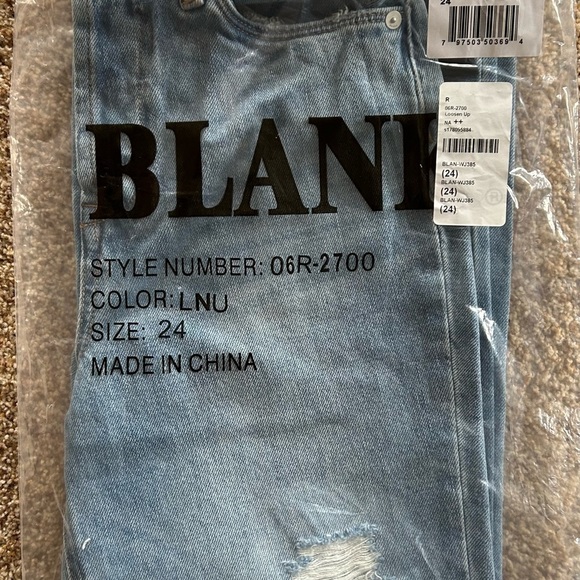 24
7 97503 50369 4
R
06R-2700
Loosen Up
NA ++
BLAN-WJ385
(24)
BLAN-WJ385
(24)
BLAN-WJ385
(24)
BLANK
STYLE NUMBER: 06R-2700
COLOR: LNU
SIZE: 24
MADE IN CHINA